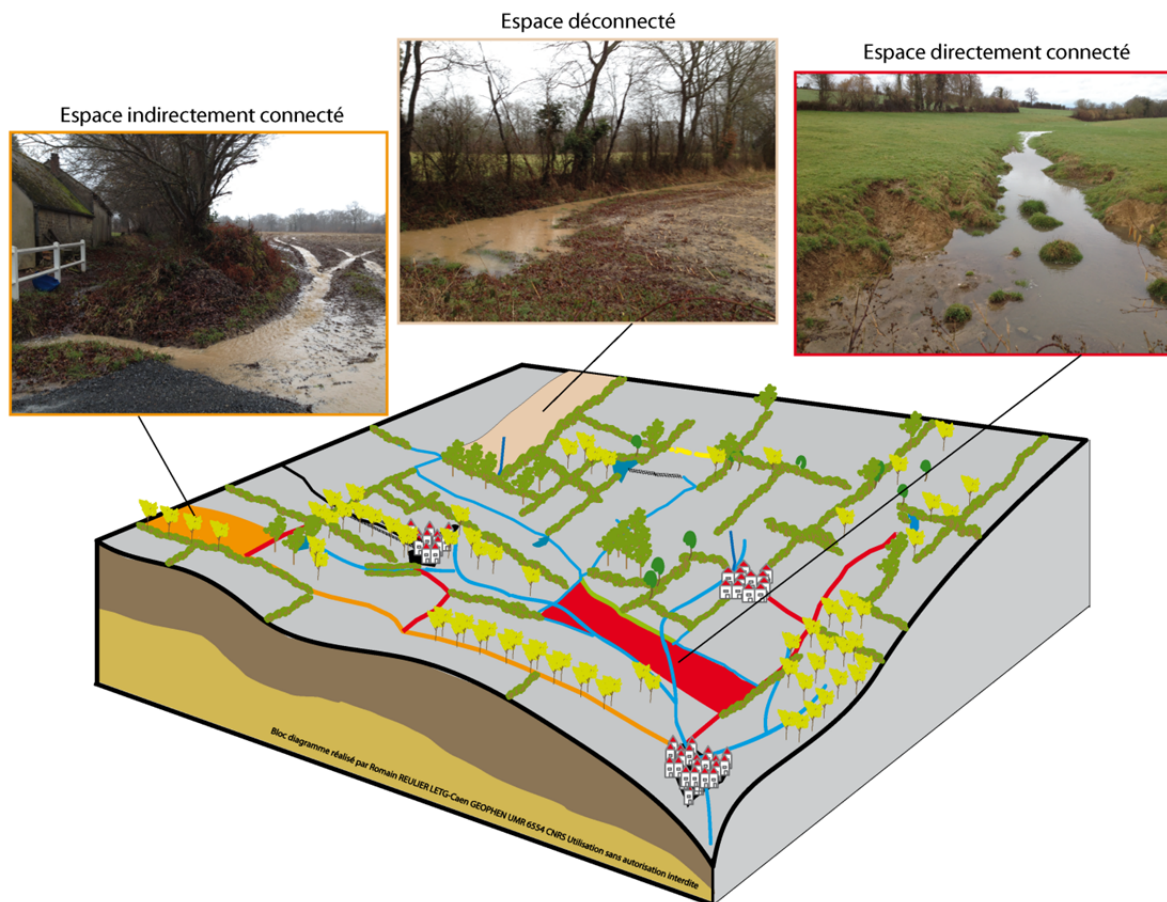 Espace déconnecté
Espace directement connecté
Espace indirectement connecté
Bloc diagramme réalisé par Romain REULIER LETG-Caen GEOPHEN UMR 6554 CNRS Utilisation sans autorisation interdite